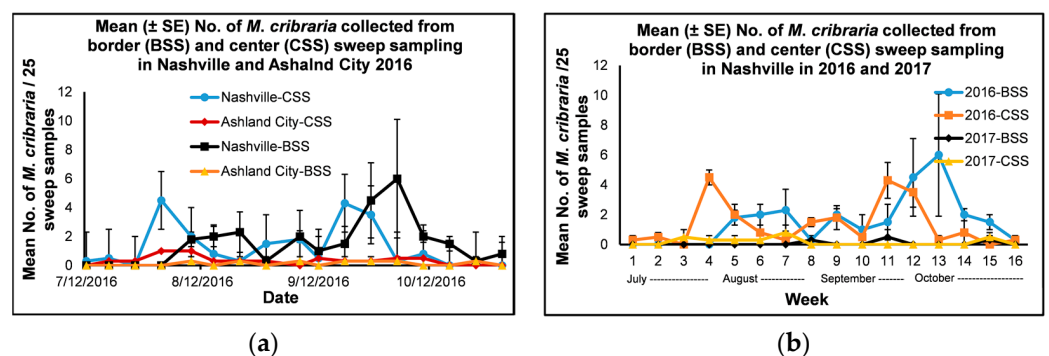 Mean (± SE) No. of M. cribraria collected from
border (BSS) and center (CSS) sweep sampling
in Nashville and Ashalnd City 2016
Mean No. of M. cribraria / 25
sweep samples
12
10
8
6
4
2
0
Nashville-CSS
Ashland City-CSS
Nashville-BSS
Ashland City-BSS
7/12/2016 8/12/2016 9/12/2016 10/12/2016
Date
(a)
Mean (± SE) No. of M. cribraria collected from
border (BSS) and center (CSS) sweep sampling
in Nashville in 2016 and 2017
Mean No. of M. cribraria /25
sweep samples
12
10
8
6
4
2
0
2016-BSS
2016-CSS
2017-BSS
2017-CSS
1 2 3 4 5 6 7 8 9 10 11 12 13 14 15 16
July ---------------- August ------------ September ------- October ------------
Week
(b)